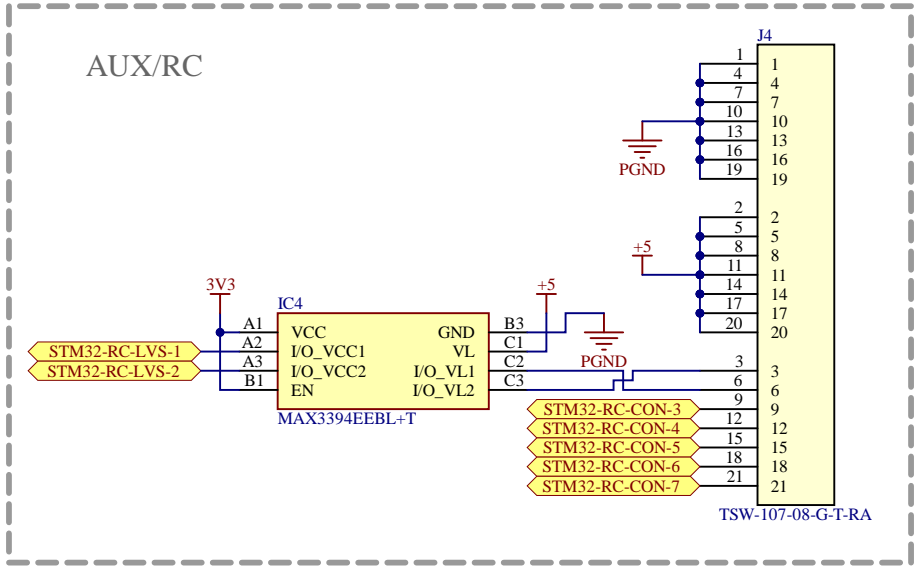 AUX/RC
J4
1 1
4 4
7 7
10 10
13 13
16 16
19 19
PGND
2 2
5 5
8 8
+5
11 11
14 14
17 17
20 20
3V3
+5
IC4
A1 VCC GND B3
STM32-RC-LVS-1 A2 I/O_VCC1 VL C1
STM32-RC-LVS-2 A3 I/O_VCC2 I/O_VL1 C2
B1 EN I/O_VL2 C3
MAX3394EEBL+T
PGND
3 3
6 6
STM32-RC-CON-3 9 9
STM32-RC-CON-4 12 12
STM32-RC-CON-5 15 15
STM32-RC-CON-6 18 18
STM32-RC-CON-7 21 21
TSW-107-08-G-T-RA